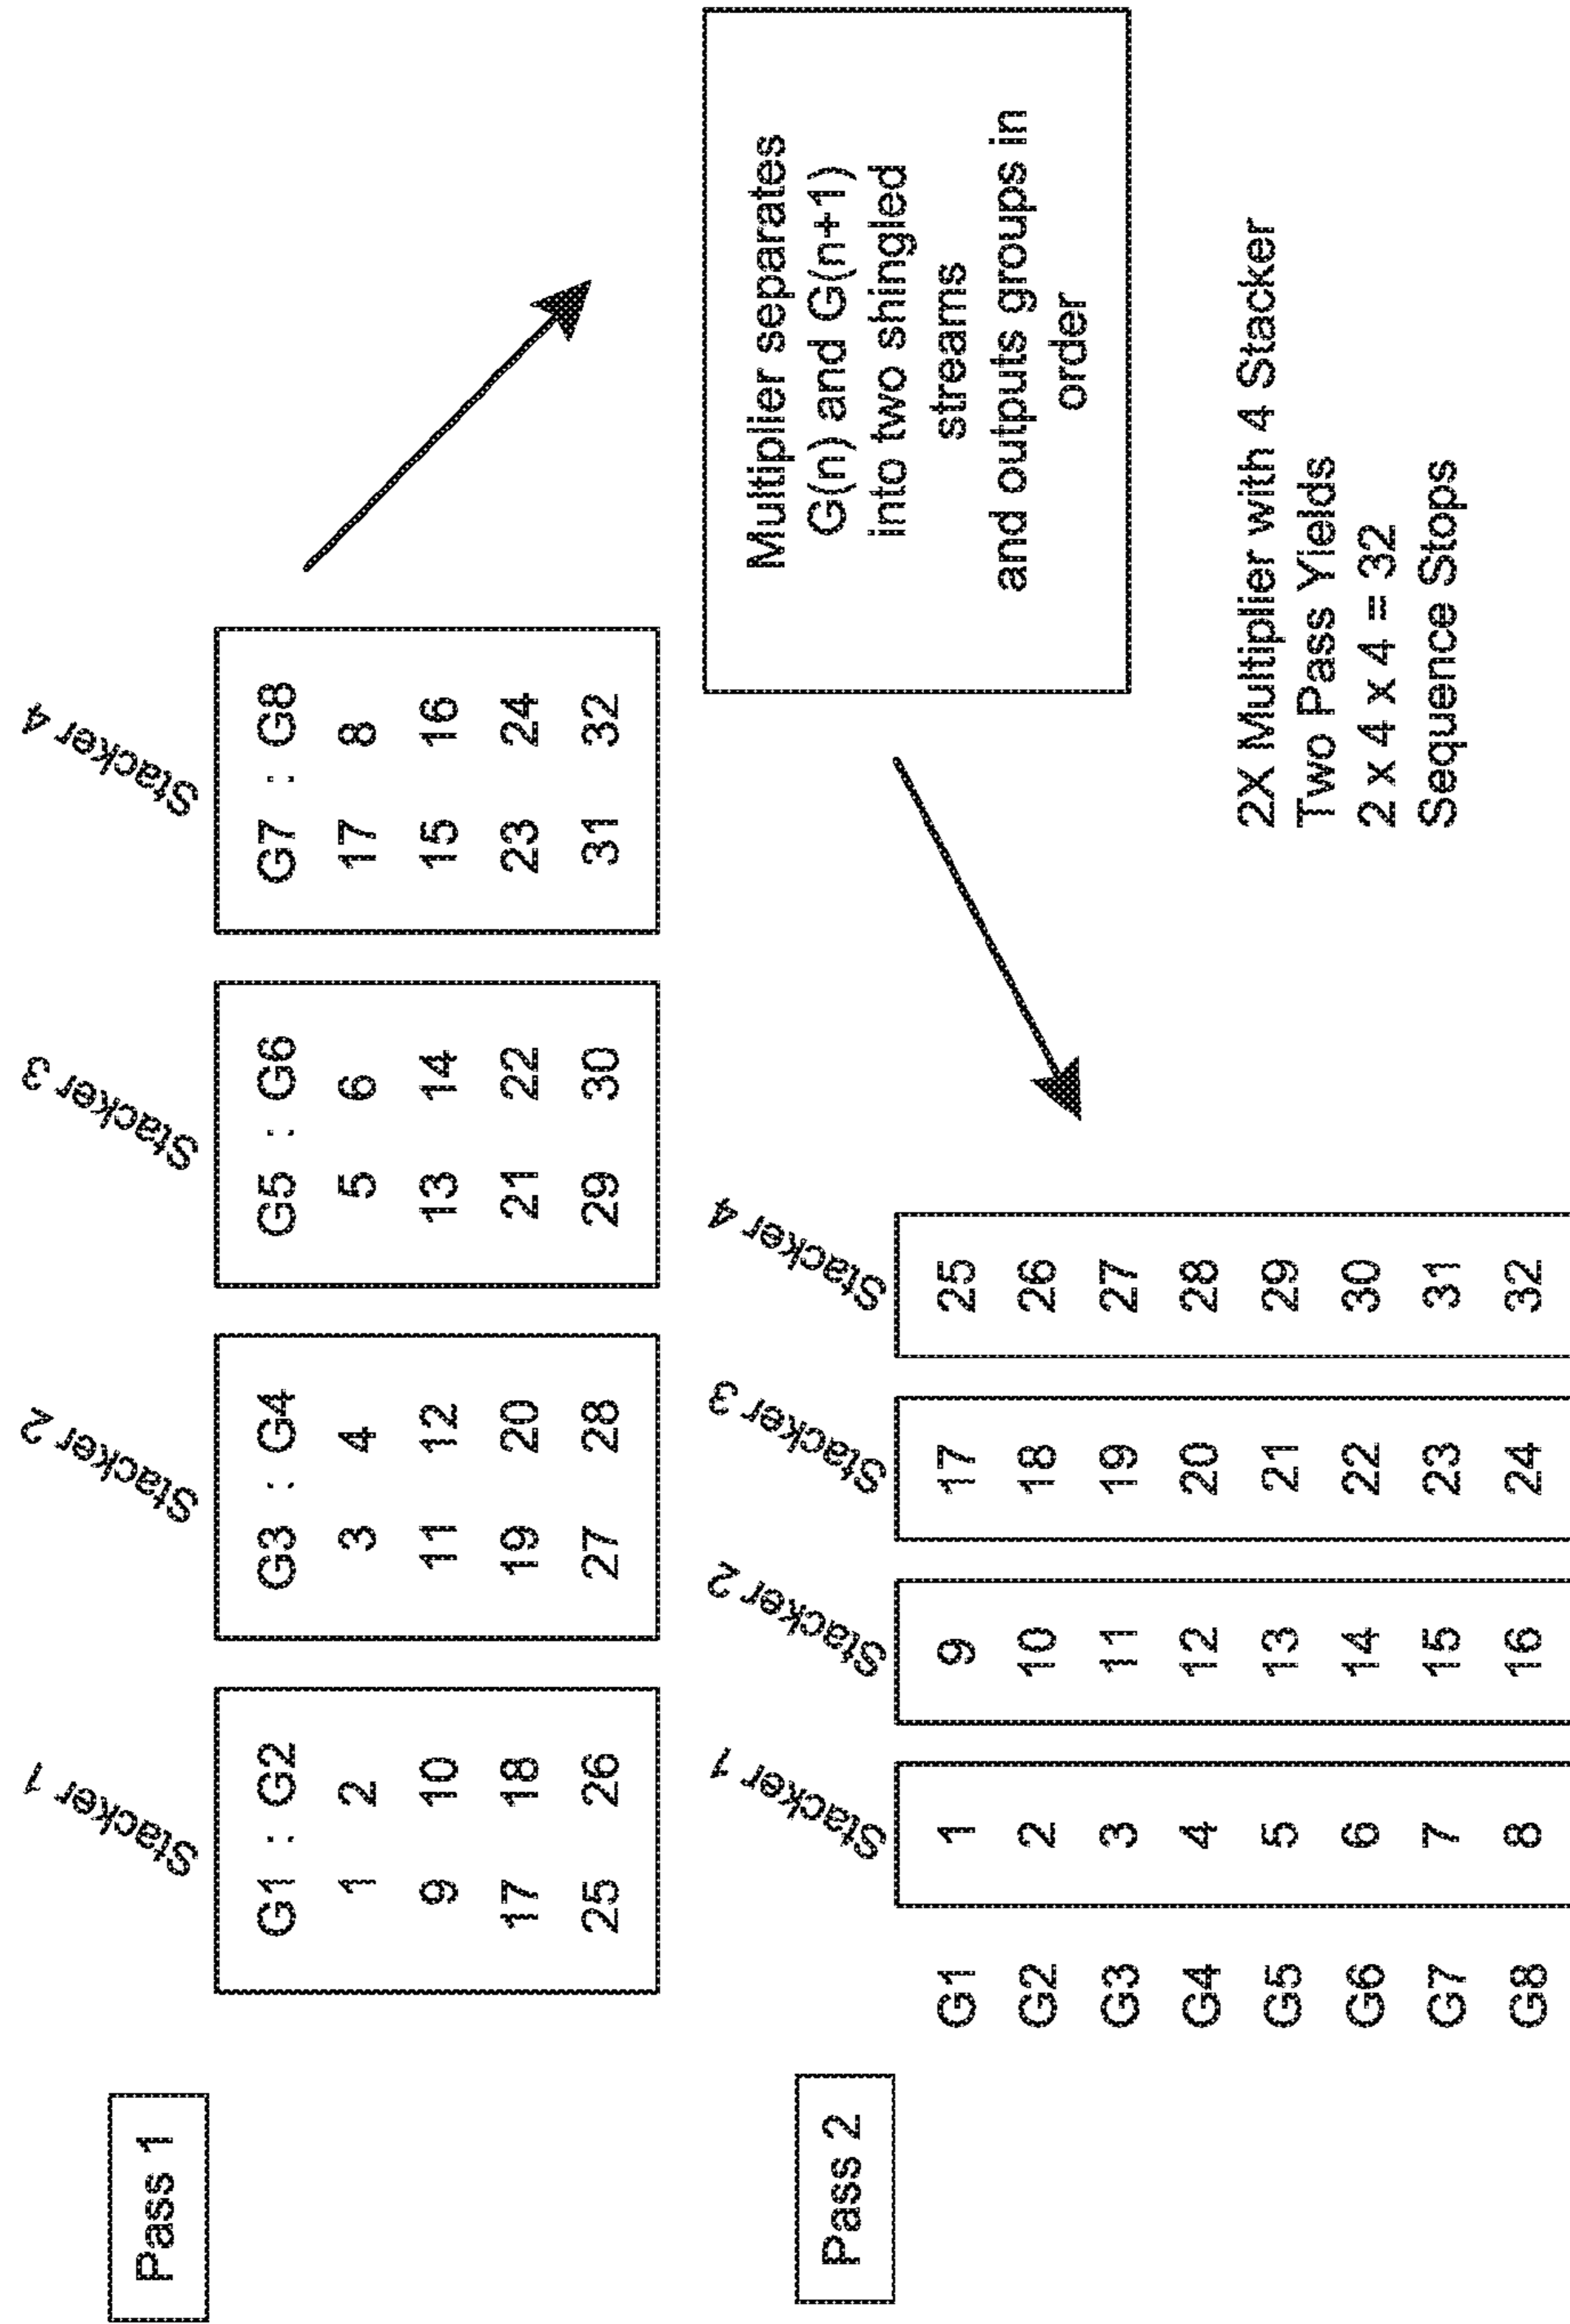 Pass 1
Stacker 1
G1 : G2
1 2
9 10
17 18
25 26
Stacker 2
G3 : G4
3 4
11 12
19 20
27 28
Stacker 3
G5 : G6
5 6
13 14
21 22
29 30
Stacker 4
G7 : G8
17 8
15 16
23 24
31 32
Multiplier separates
G(n) and G(n+1)
into two shingled
streams
and outputs groups in
order
Pass 2
G1
G2
G3
G4
G5
G6
G7
G8
Stacker 1
1
2
3
4
5
6
7
8
Stacker 2
9
10
11
12
13
14
15
16
Stacker 3
17
18
19
20
21
22
23
24
Stacker 4
25
26
27
28
29
30
31
32
2X Multiplier with 4 Stacker
Two Pass Yields
2 x 4 x 4 = 32
Sequence Stops